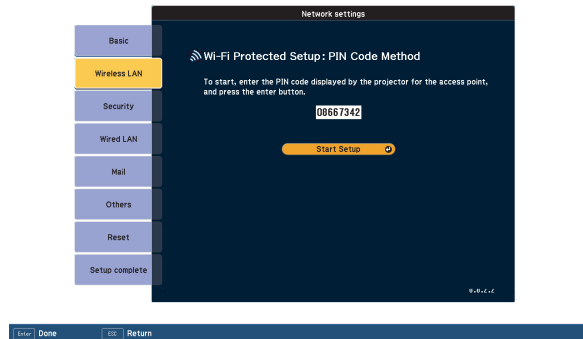 Network settings
Basic
Wireless LAN
Security
Wired LAN
Mail
Others
Reset
Setup complete
Wi-Fi Protected Setup: PIN Code Method
To start, enter the PIN code displayed by the projector for the access point,
and press the enter button.
08667342
Start Setup
Enter Done
ESC Return